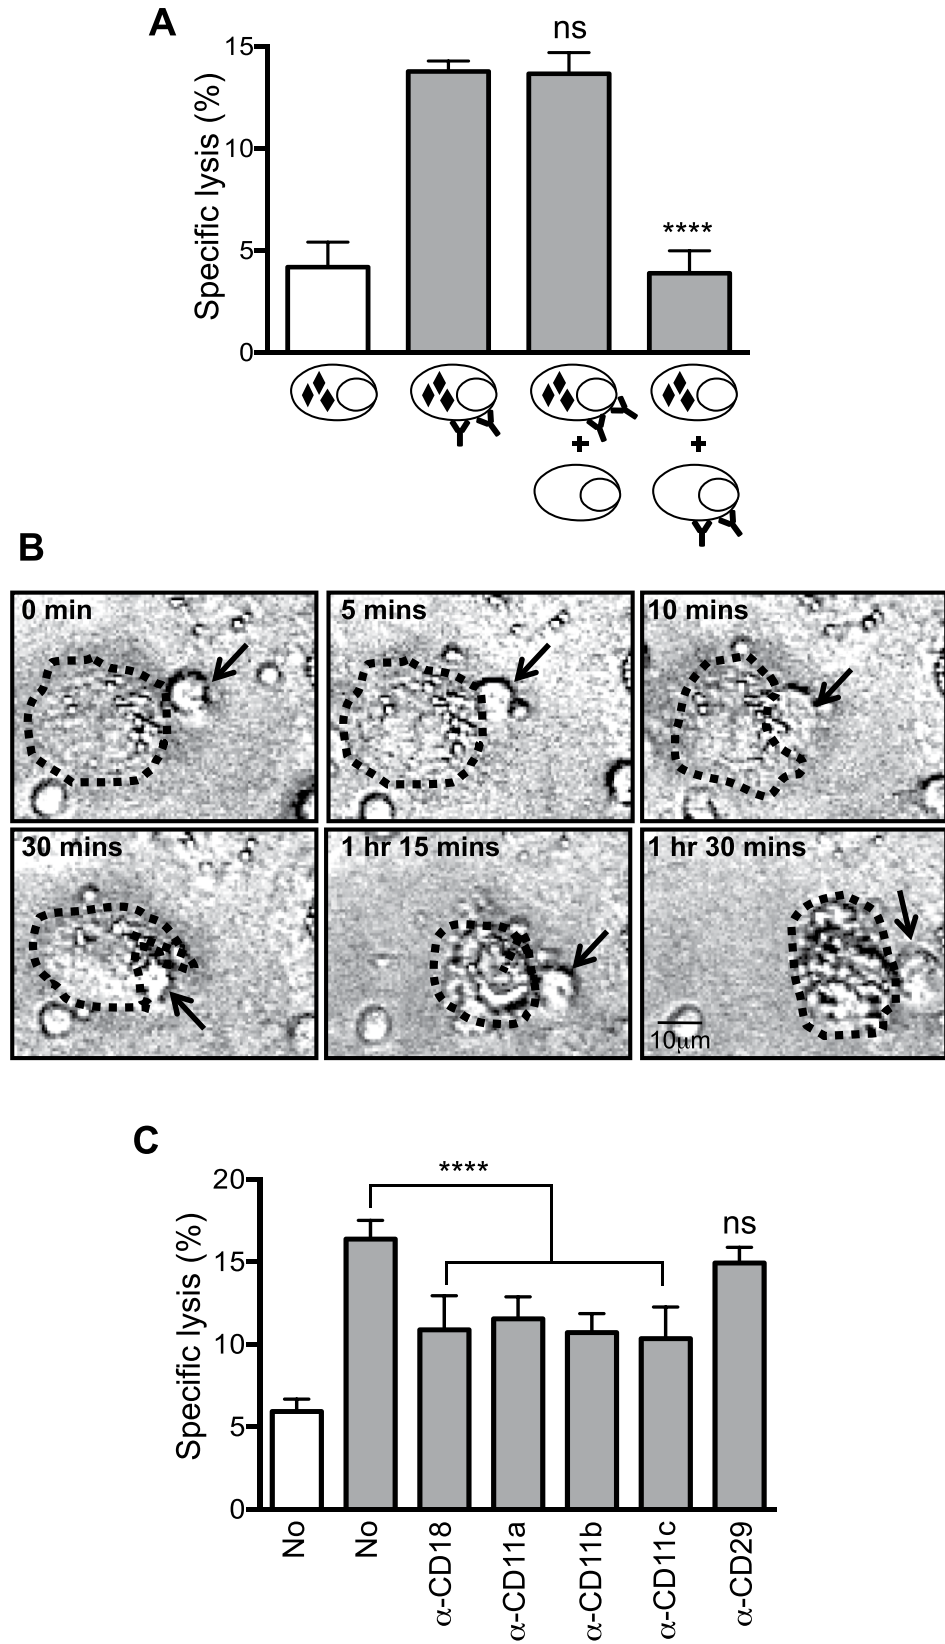 A
ns
15
10
5
0
Specific lysis (%)
****
+ +
B
0 min
5 mins
10 mins
30 mins
1 hr 15 mins
1 hr 30 mins
10μm
C
20
15
10
5
0
Specific lysis (%)
****
ns
No
No
α-CD18
α-CD11a
α-CD11b
α-CD11c
α-CD29